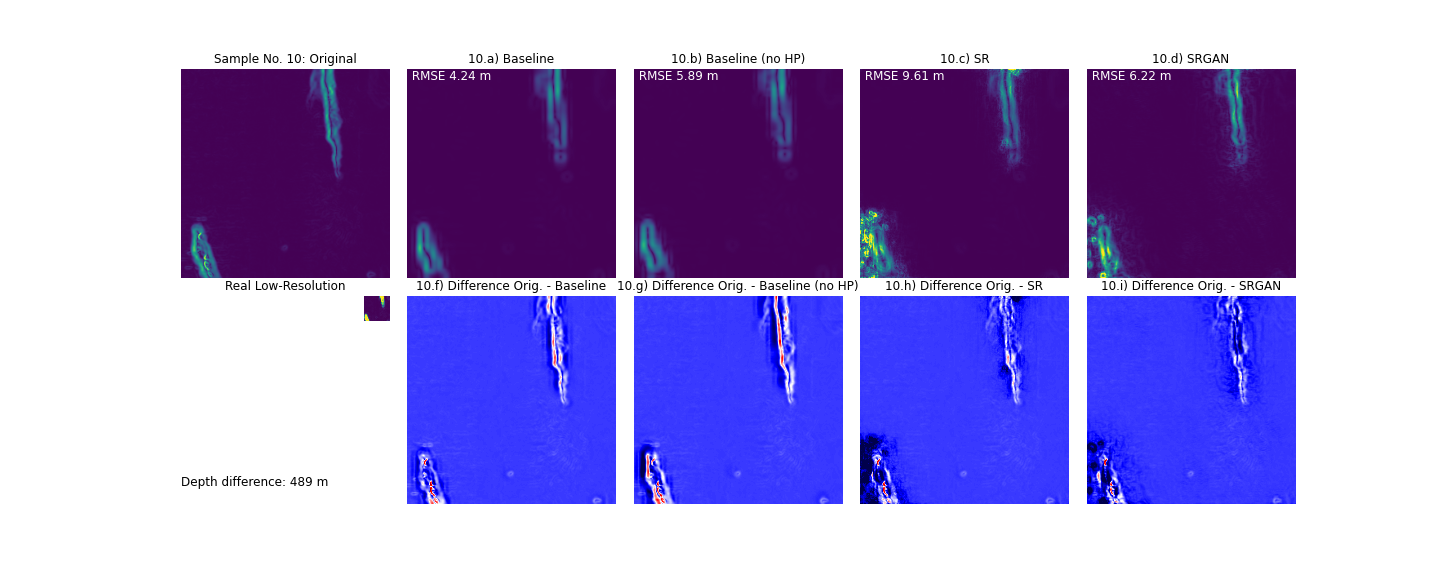 Sample No. 10: Original
10.a) Baseline
10.b) Baseline (no HP)
10.c) SR
10.d) SRGAN
RMSE 4.24 m
RMSE 5.89 m
RMSE 9.61 m
RMSE 6.22 m
Real Low-Resolution
10.f) Difference Orig. - Baseline
10.g) Difference Orig. - Baseline (no HP)
10.h) Difference Orig. - SR
10.i) Difference Orig. - SRGAN
Depth difference: 489 m